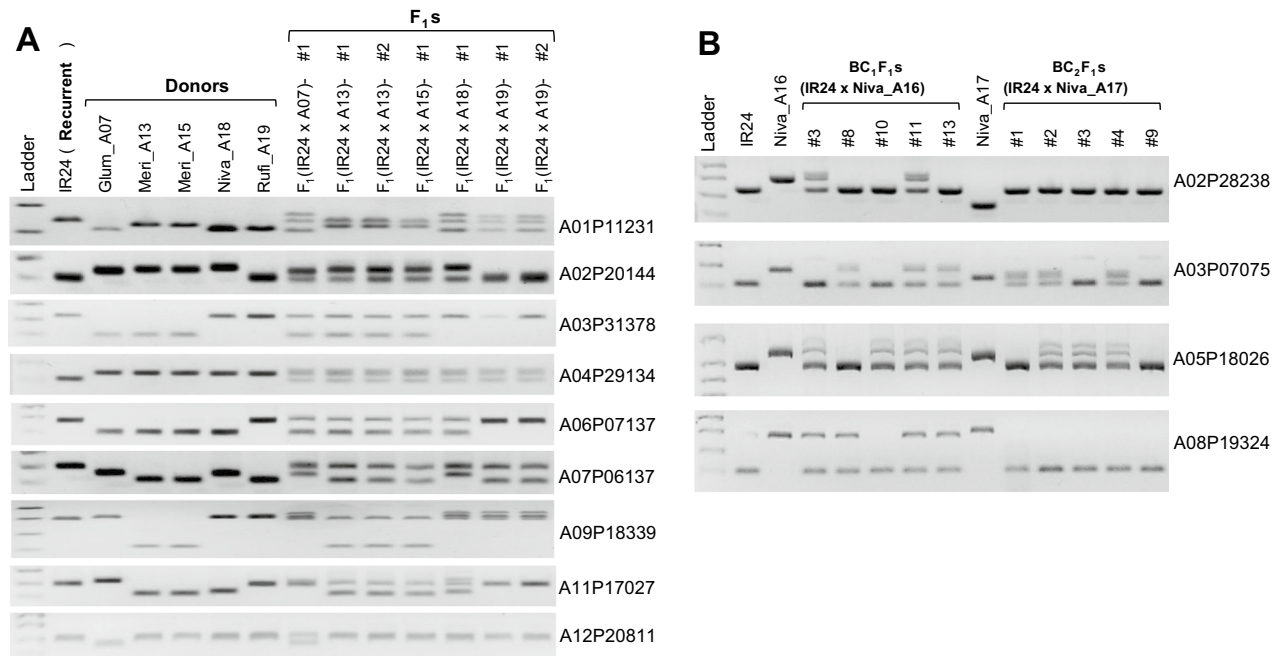 A
F1s
Donors
Ladder
IR24 ( Recurrent )
Glum_A07
Meri_A13
Meri_A15
Niva_A18
Rufi_A19
F1(IR24 x A07)- #1
F1(IR24 x A13)- #1
F1(IR24 x A13)- #2
F1(IR24 x A15)- #1
F1(IR24 x A18)- #1
F1(IR24 x A19)- #1
F1(IR24 x A19)- #2
A01P11231
A02P20144
A03P31378
A04P29134
A06P07137
A07P06137
A09P18339
A11P17027
A12P20811
B
BC1F1s
(IR24 x Niva_A16)
BC2F1s
(IR24 x Niva_A17)
Ladder
IR24
Niva_A16
#3
#8
#10
#11
#13
Niva_A17
#1
#2
#3
#4
#9
A02P28238
A03P07075
A05P18026
A08P19324